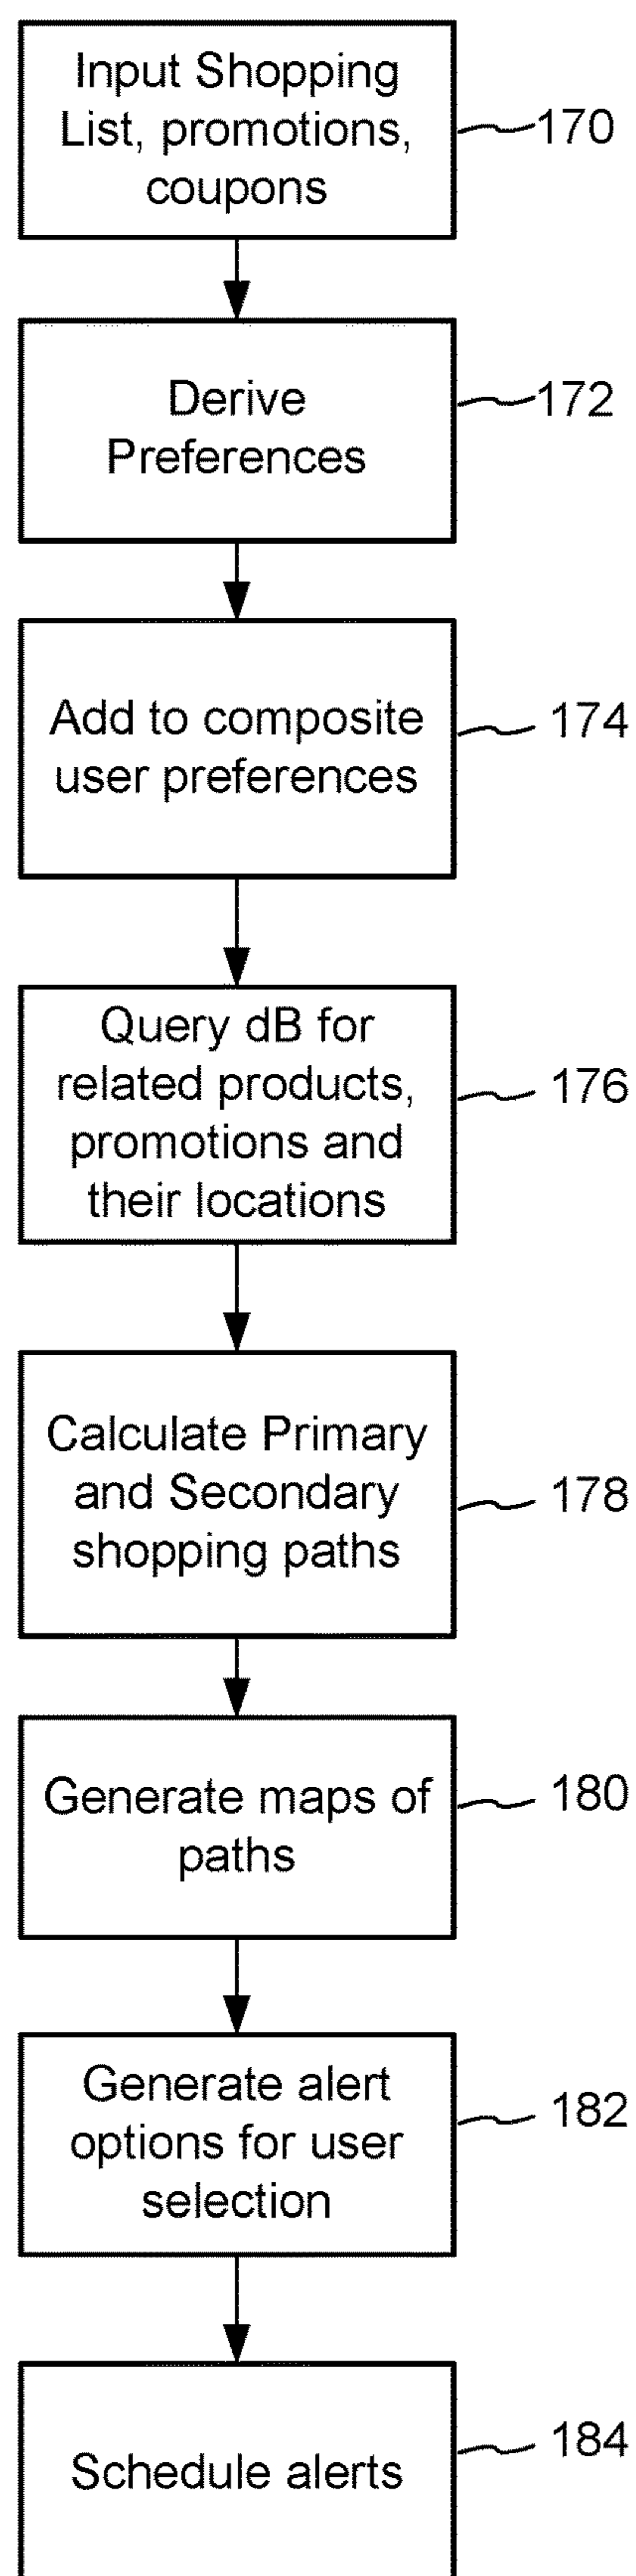 Input Shopping
List, promotions,
coupons
170
Derive
Preferences
172
Add to composite
user preferences
174
Query dB for
related products,
promotions and
their locations
176
Calculate Primary
and Secondary
shopping paths
178
Generate maps of
paths
180
Generate alert
options for user
selection
182
Schedule alerts
184